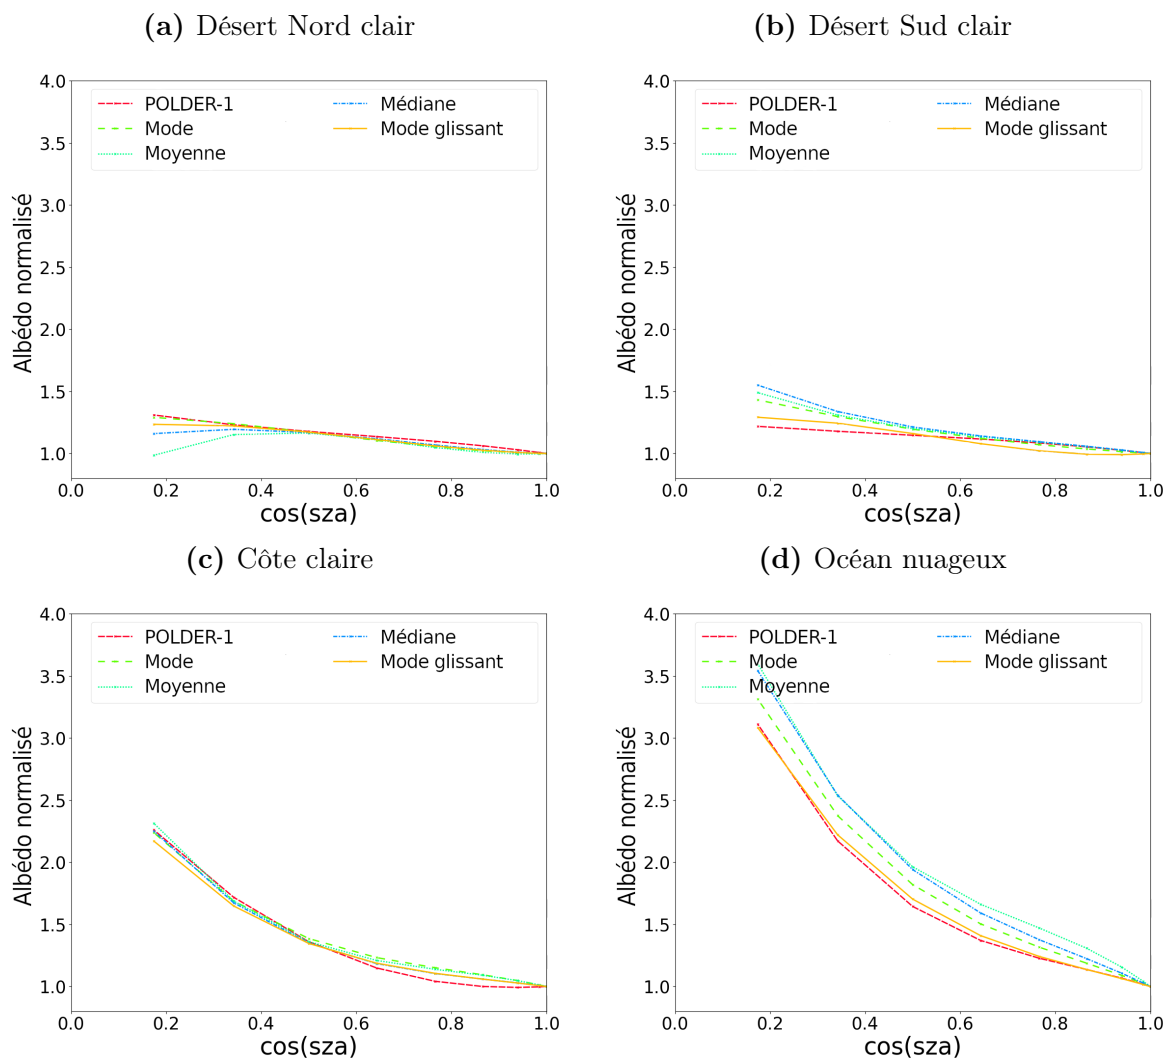 (a) Désert Nord clair
(b) Désert Sud clair
4.0
3.5
3.0
2.5
2.0
1.5
1.0
Albédo normalisé
POLDER-1
Mode
Moyenne
Médiane
Mode glissant
0.0 0.2 0.4 0.6 0.8 1.0
cos(sza)
4.0
3.5
3.0
2.5
2.0
1.5
1.0
Albédo normalisé
POLDER-1
Mode
Moyenne
Médiane
Mode glissant
0.0 0.2 0.4 0.6 0.8 1.0
cos(sza)
(c) Côte claire
(d) Océan nuageux
4.0
3.5
3.0
2.5
2.0
1.5
1.0
Albédo normalisé
POLDER-1
Mode
Moyenne
Médiane
Mode glissant
0.0 0.2 0.4 0.6 0.8 1.0
cos(sza)
4.0
3.5
3.0
2.5
2.0
1.5
1.0
Albédo normalisé
POLDER-1
Mode
Moyenne
Médiane
Mode glissant
0.0 0.2 0.4 0.6 0.8 1.0
cos(sza)